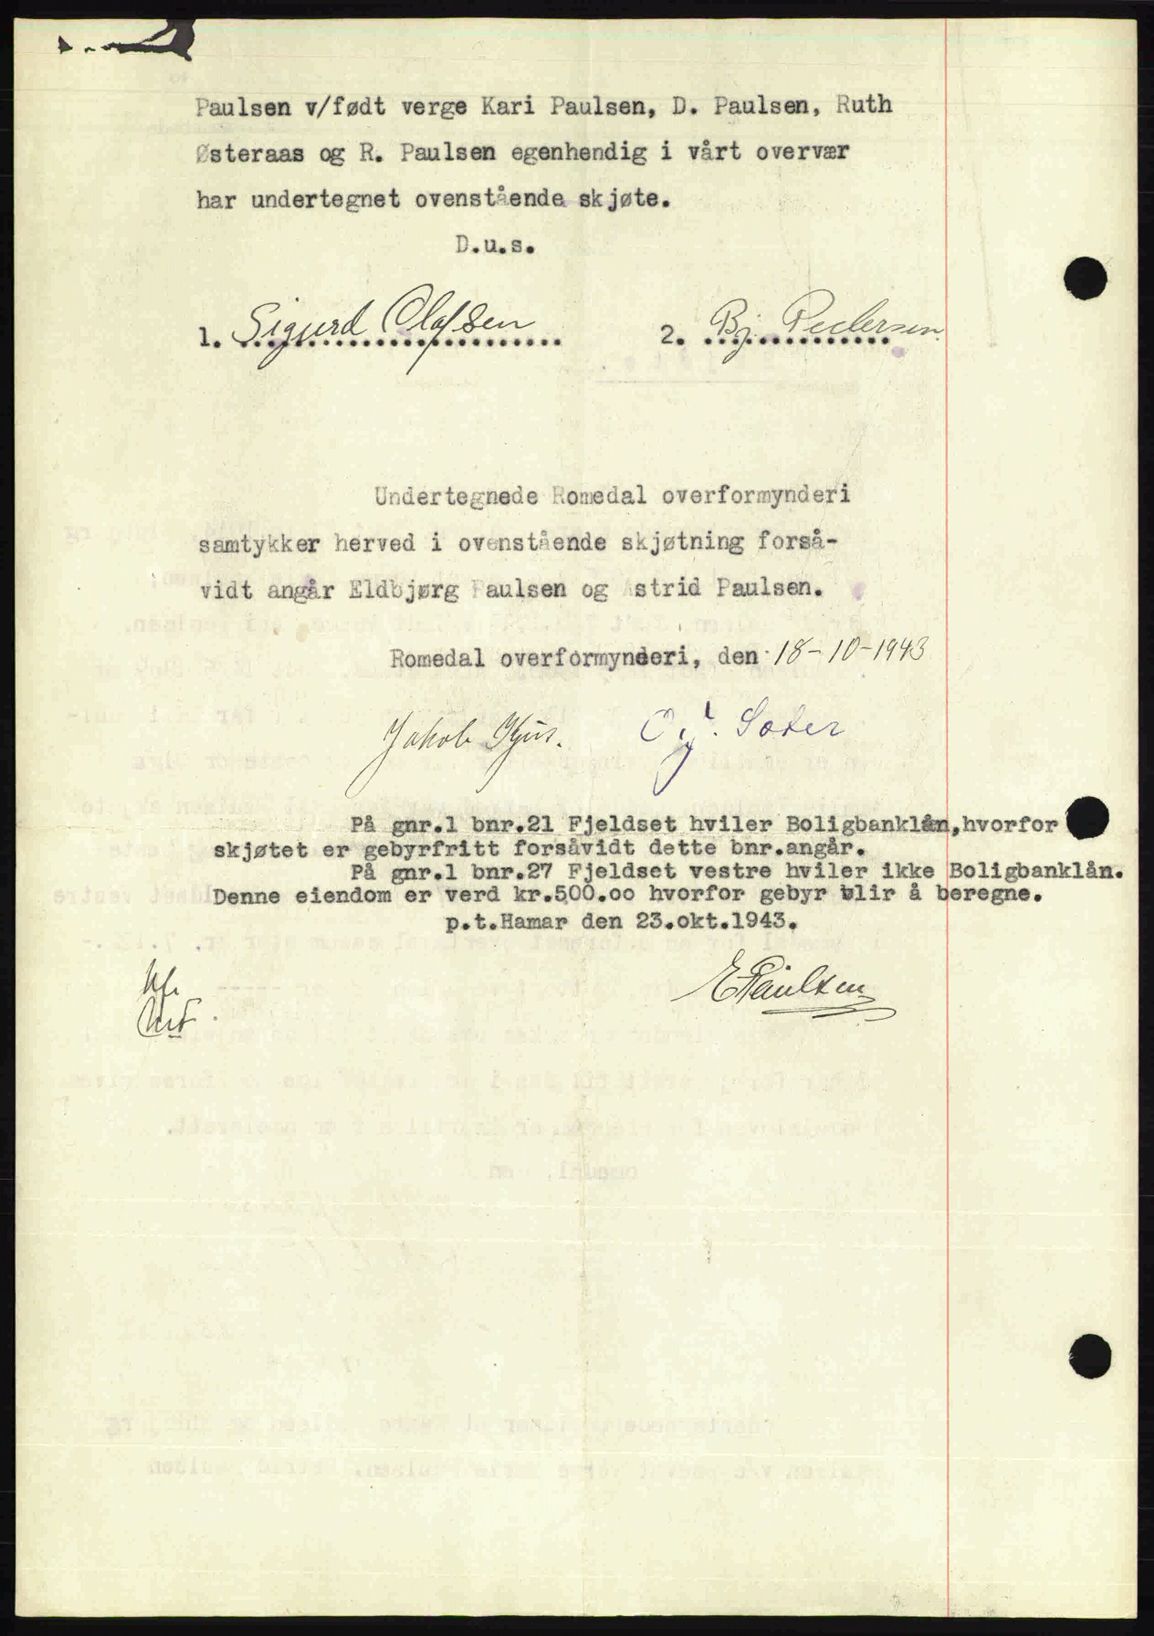 Paulsen v/født verge Kari Paulsen, D. Paulsen, Ruth
Østeraas og R. Paulsen egenhendig i vårt overvær
har undertegnet ovenstående skjøte.
D.u.s.
1. Sigurd Olafsen 2. Bj. Pedersen.
Undertegnede Romedal overformynderi
samtykker herved i ovenstående skjøtning forså-
vidt angår Eldbjørg Paulsen og Astrid Paulsen.
Romedal overformynderi, den 18-10-1943
Jakob
På gnr.1 bnr.21 Fjeldset hviler Boligbanklån, hvorfor
skjøtet er gebyrfritt forsåvidt dette bnr.angår.
På gnr.1 bnr.27 Fjeldset vestre hviler ikke Boligbanklån.
Denne eiendom er verd kr.500.oo hvorfor gebyr blir å beregne.
p.t.Hamar den 23.okt.1943.
E Paulsen